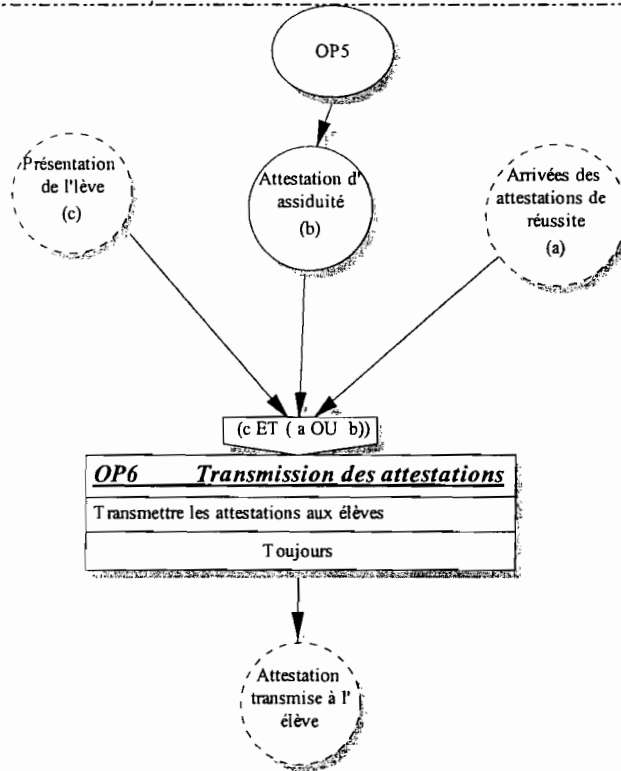 OP5
Présentation
de l'lève
(c)
Attestation d'
assiduité
(b)
Arrivées des
attestations de
réussite
(a)
(c ET ( a OU b))
OP6 Transmission des attestations
Transmettre les attestations aux élèves
Toujours
Attestation
transmise à l'
élève